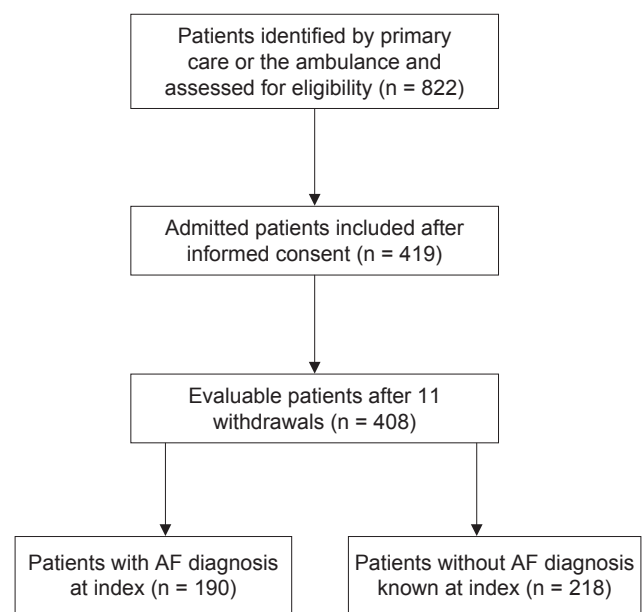 Patients identified by primary
care or the ambulance and
assessed for eligibility (n = 822)
Admitted patients included after
informed consent (n = 419)
Evaluable patients after 11
withdrawals (n = 408)
Patients with AF diagnosis
at index (n = 190)
Patients without AF diagnosis
known at index (n = 218)